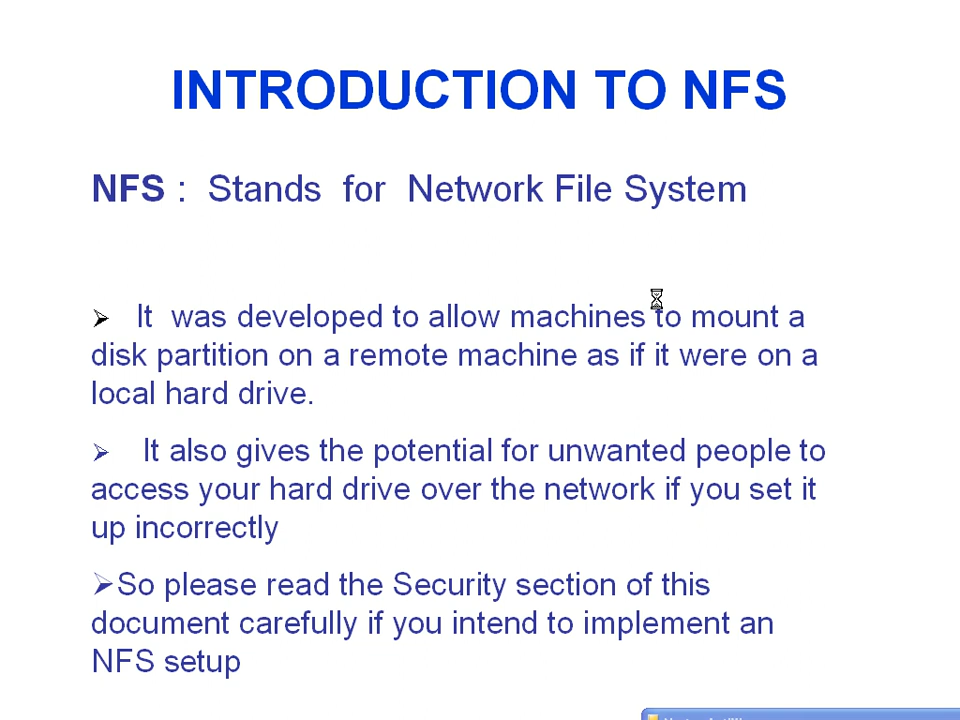 INTRODUCTION TO NFS
NFS : Stands for Network File System
It was developed to allow machines to mount a
disk partition on a remote machine as if it were on a
local hard drive.
It also gives the potential for unwanted people to
access your hard drive over the network if you set it
up incorrectly
So please read the Security section of this
document carefully if you intend to implement an
NFS setup